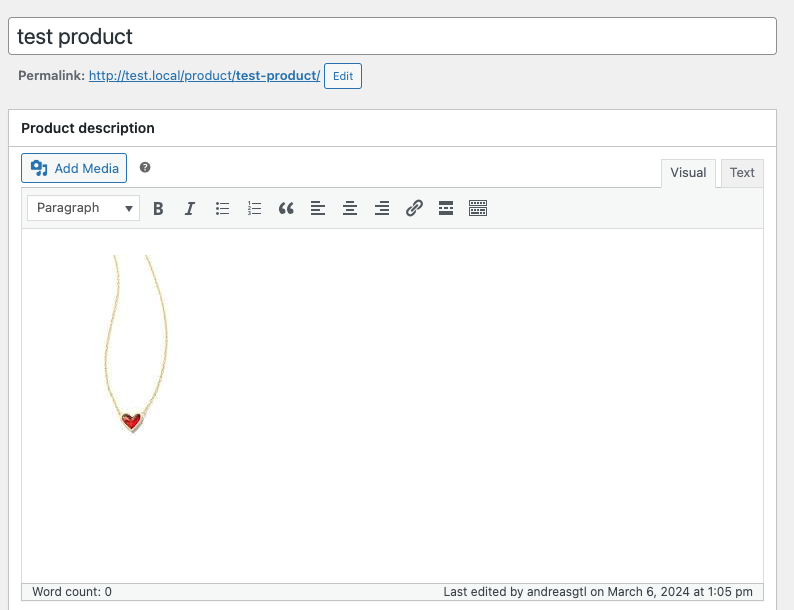 test product
Permalink: http://test.local/product/test-product/ Edit
Product description
Add Media ?
Visual Text
Paragraph B I
Word count: 0 Last edited by andreasgtl on March 6, 2024 at 1:05 pm